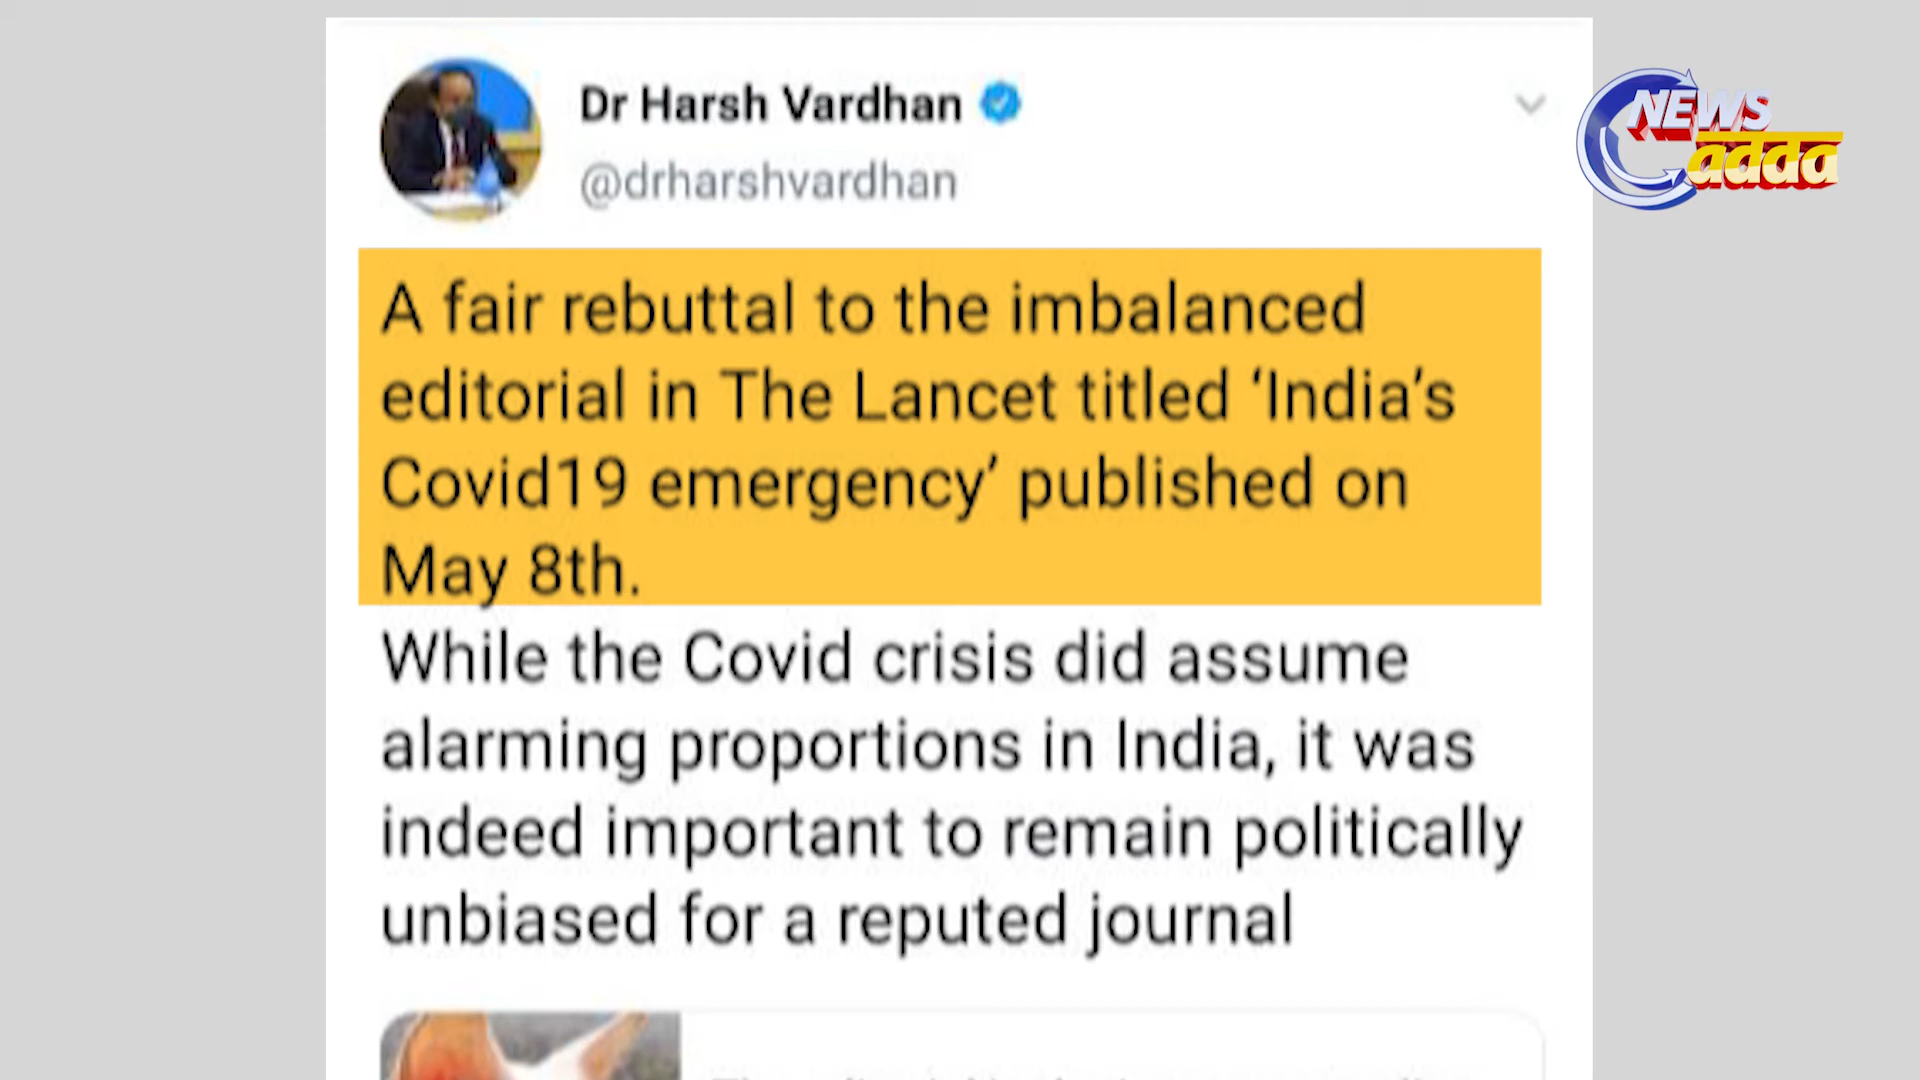 Dr Harsh Vardhan
@drharshvardhan
NEWS
adda
A fair rebuttal to the imbalanced
editorial in The Lancet titled ‘India’s
Covid19 emergency’ published on
May 8th.
While the Covid crisis did assume
alarming proportions in India, it was
indeed important to remain politically
unbiased for a reputed journal